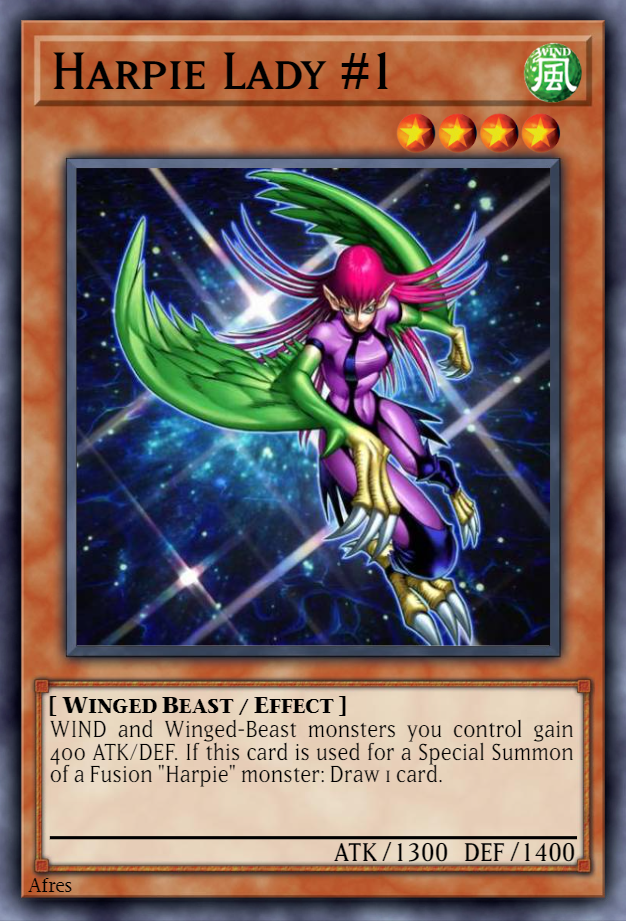 Harpie Lady #1
WIND
風
[ Winged Beast / Effect ]
WIND and Winged-Beast monsters you control gain
400 ATK/DEF. If this card is used for a Special Summon
of a Fusion "Harpie" monster: Draw 1 card.
ATK/1300 DEF/1400
Afres